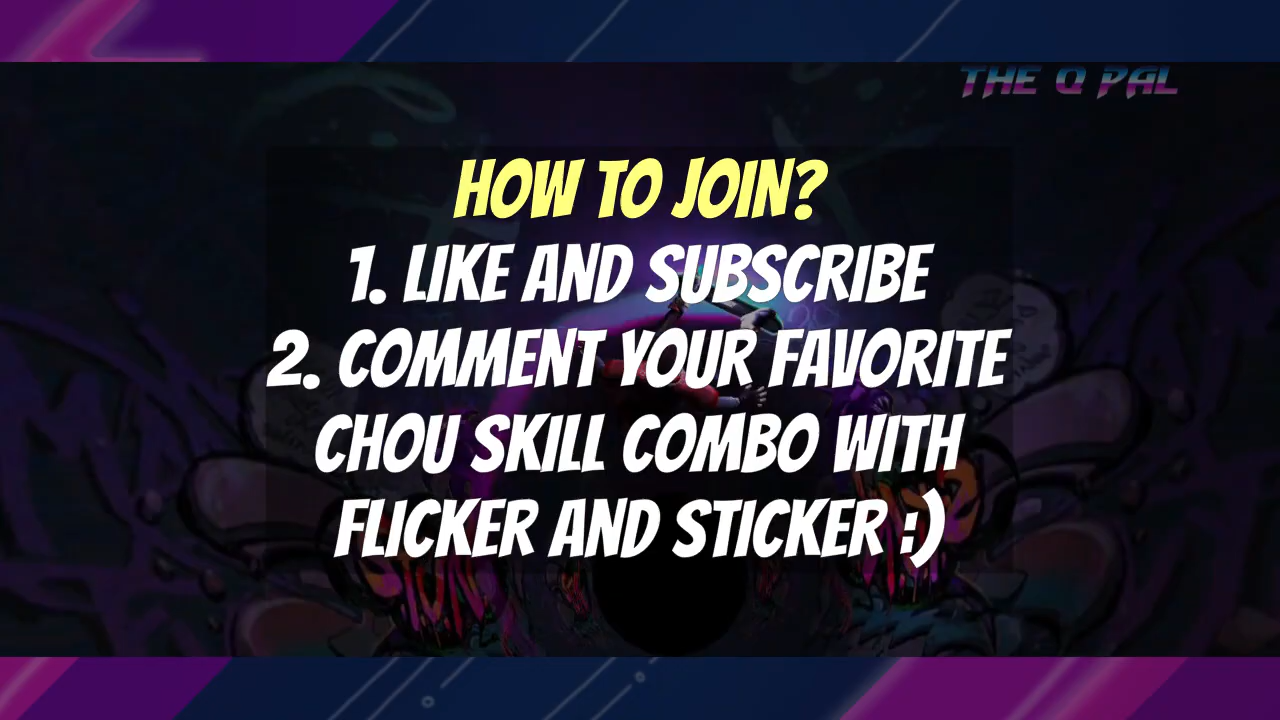 THE Q PAL
HOW TO JOIN?
1. LIKE AND SUBSCRIBE
2. COMMENT YOUR FAVORITE
CHOU SKILL COMBO WITH
FLICKER AND STICKER :)